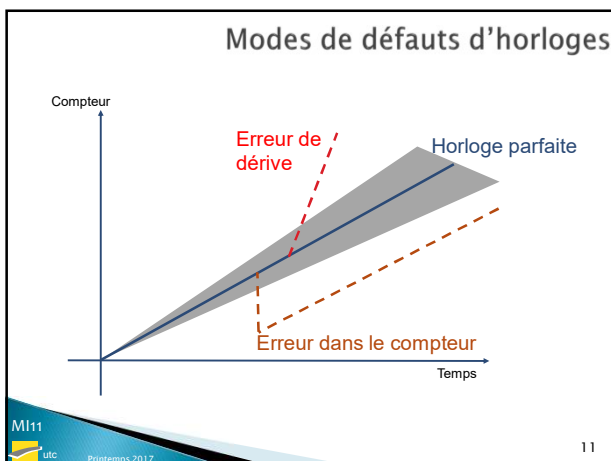 Modes de défauts d'horloges
Compteur
Erreur de
dérive
Horloge parfaite
Erreur dans le compteur
Temps
MI11
utc
Printemps 2017
11